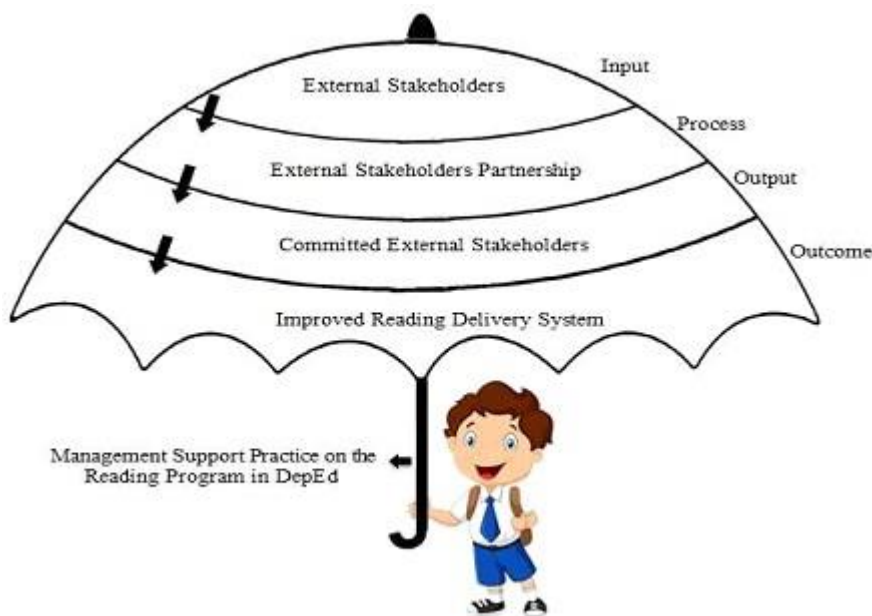 External Stakeholders
Input
Process
External Stakeholders Partnership
Output
Committed External Stakeholders
Outcome
Improved Reading Delivery System
Management Support Practice on the
Reading Program in DepEd